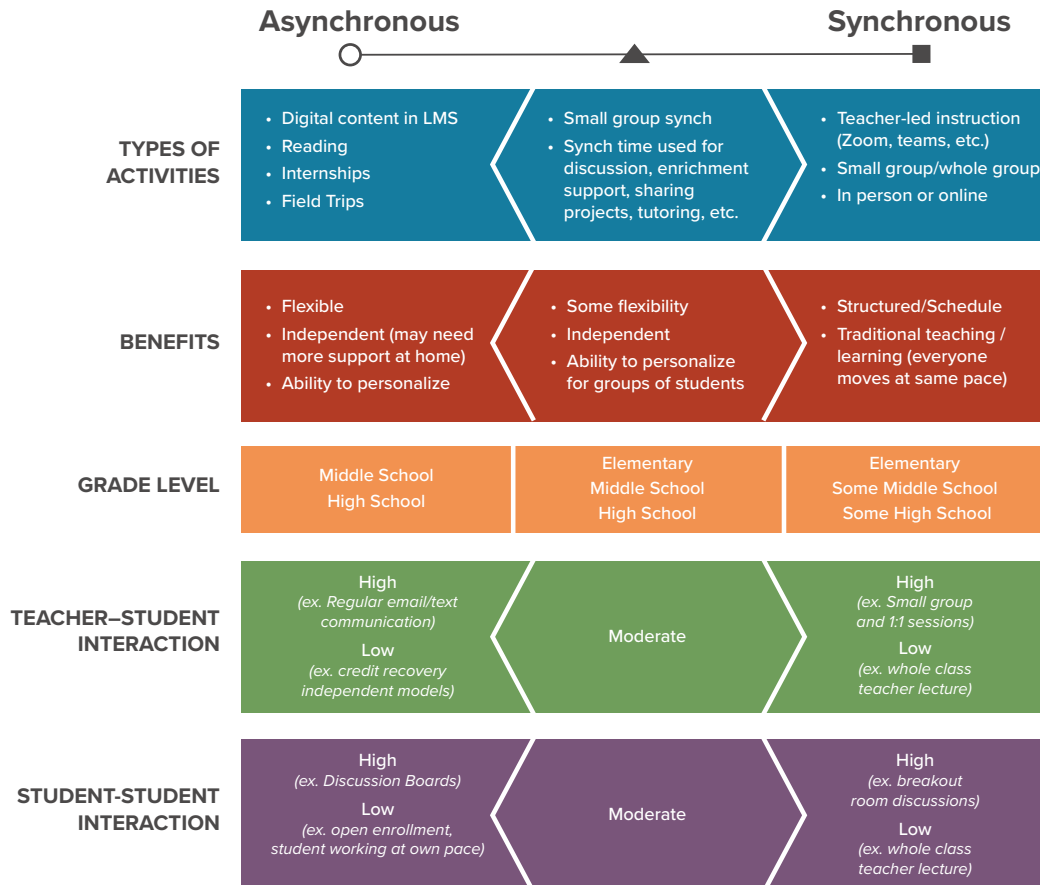 Asynchronous
Synchronous
TYPES OF
ACTIVITIES
• Digital content in LMS
• Reading
• Internships
• Field Trips
• Small group synch
• Synch time used for
discussion, enrichment
support, sharing
projects, tutoring, etc.
• Teacher-led instruction
(Zoom, teams, etc.)
• Small group/whole group
• In person or online
BENEFITS
• Flexible
• Independent (may need
more support at home)
• Ability to personalize
• Some flexibility
• Independent
• Ability to personalize
for groups of students
• Structured/Schedule
• Traditional teaching /
learning (everyone
moves at same pace)
GRADE LEVEL
Middle School
High School
Elementary
Middle School
High School
Elementary
Some Middle School
Some High School
TEACHER–STUDENT
INTERACTION
High
(ex. Regular email/text
communication)
Low
(ex. credit recovery
independent models)
Moderate
High
(ex. Small group
and 1:1 sessions)
Low
(ex. whole class
teacher lecture)
STUDENT-STUDENT
INTERACTION
High
(ex. Discussion Boards)
Low
(ex. open enrollment,
student working at own pace)
Moderate
High
(ex. breakout
room discussions)
Low
(ex. whole class
teacher lecture)